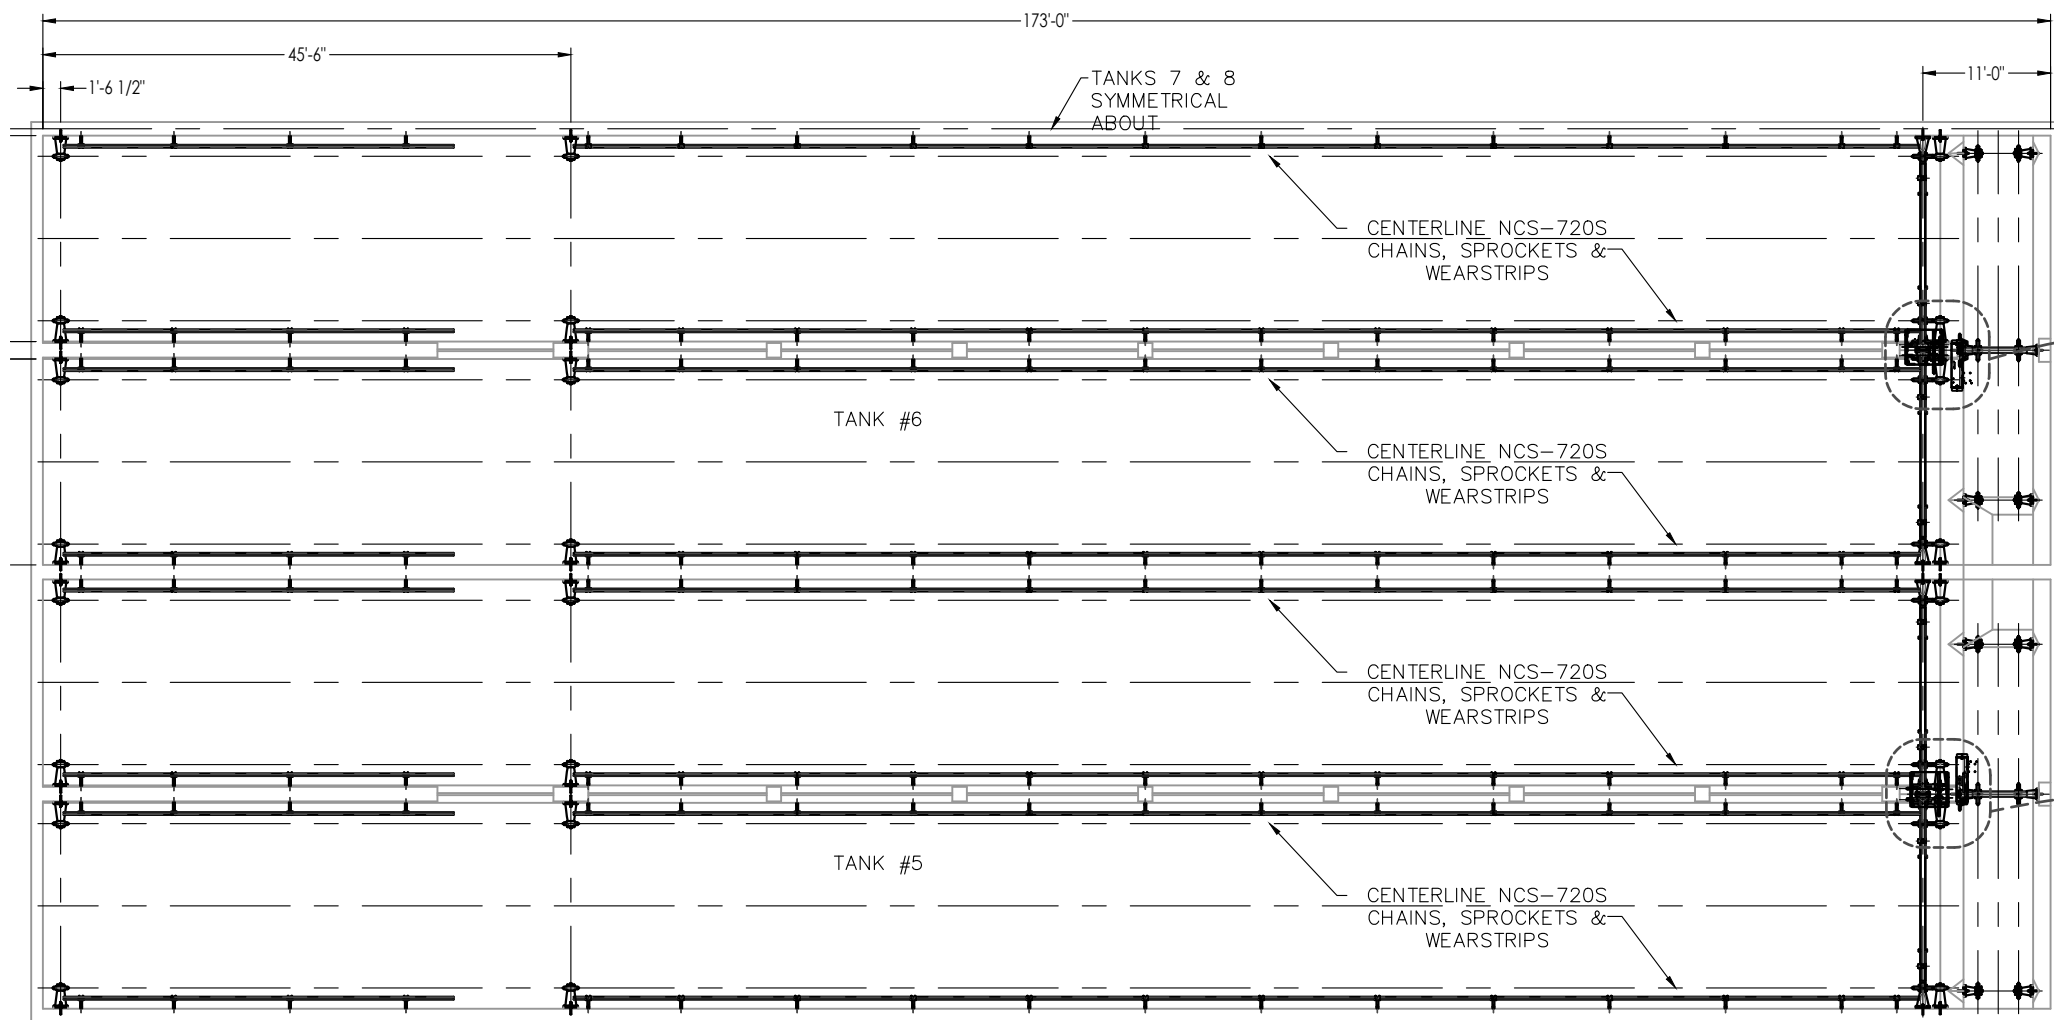 173'-0"
45'-6"
1'-6 1/2"
11'-0"
TANKS 7 & 8
SYMMETRICAL
ABOUT
CENTERLINE NCS-720S
CHAINS, SPROCKETS &
WEARSTRIPS
TANK #6
CENTERLINE NCS-720S
CHAINS, SPROCKETS &
WEARSTRIPS
CENTERLINE NCS-720S
CHAINS, SPROCKETS &
WEARSTRIPS
TANK #5
CENTERLINE NCS-720S
CHAINS, SPROCKETS &
WEARSTRIPS